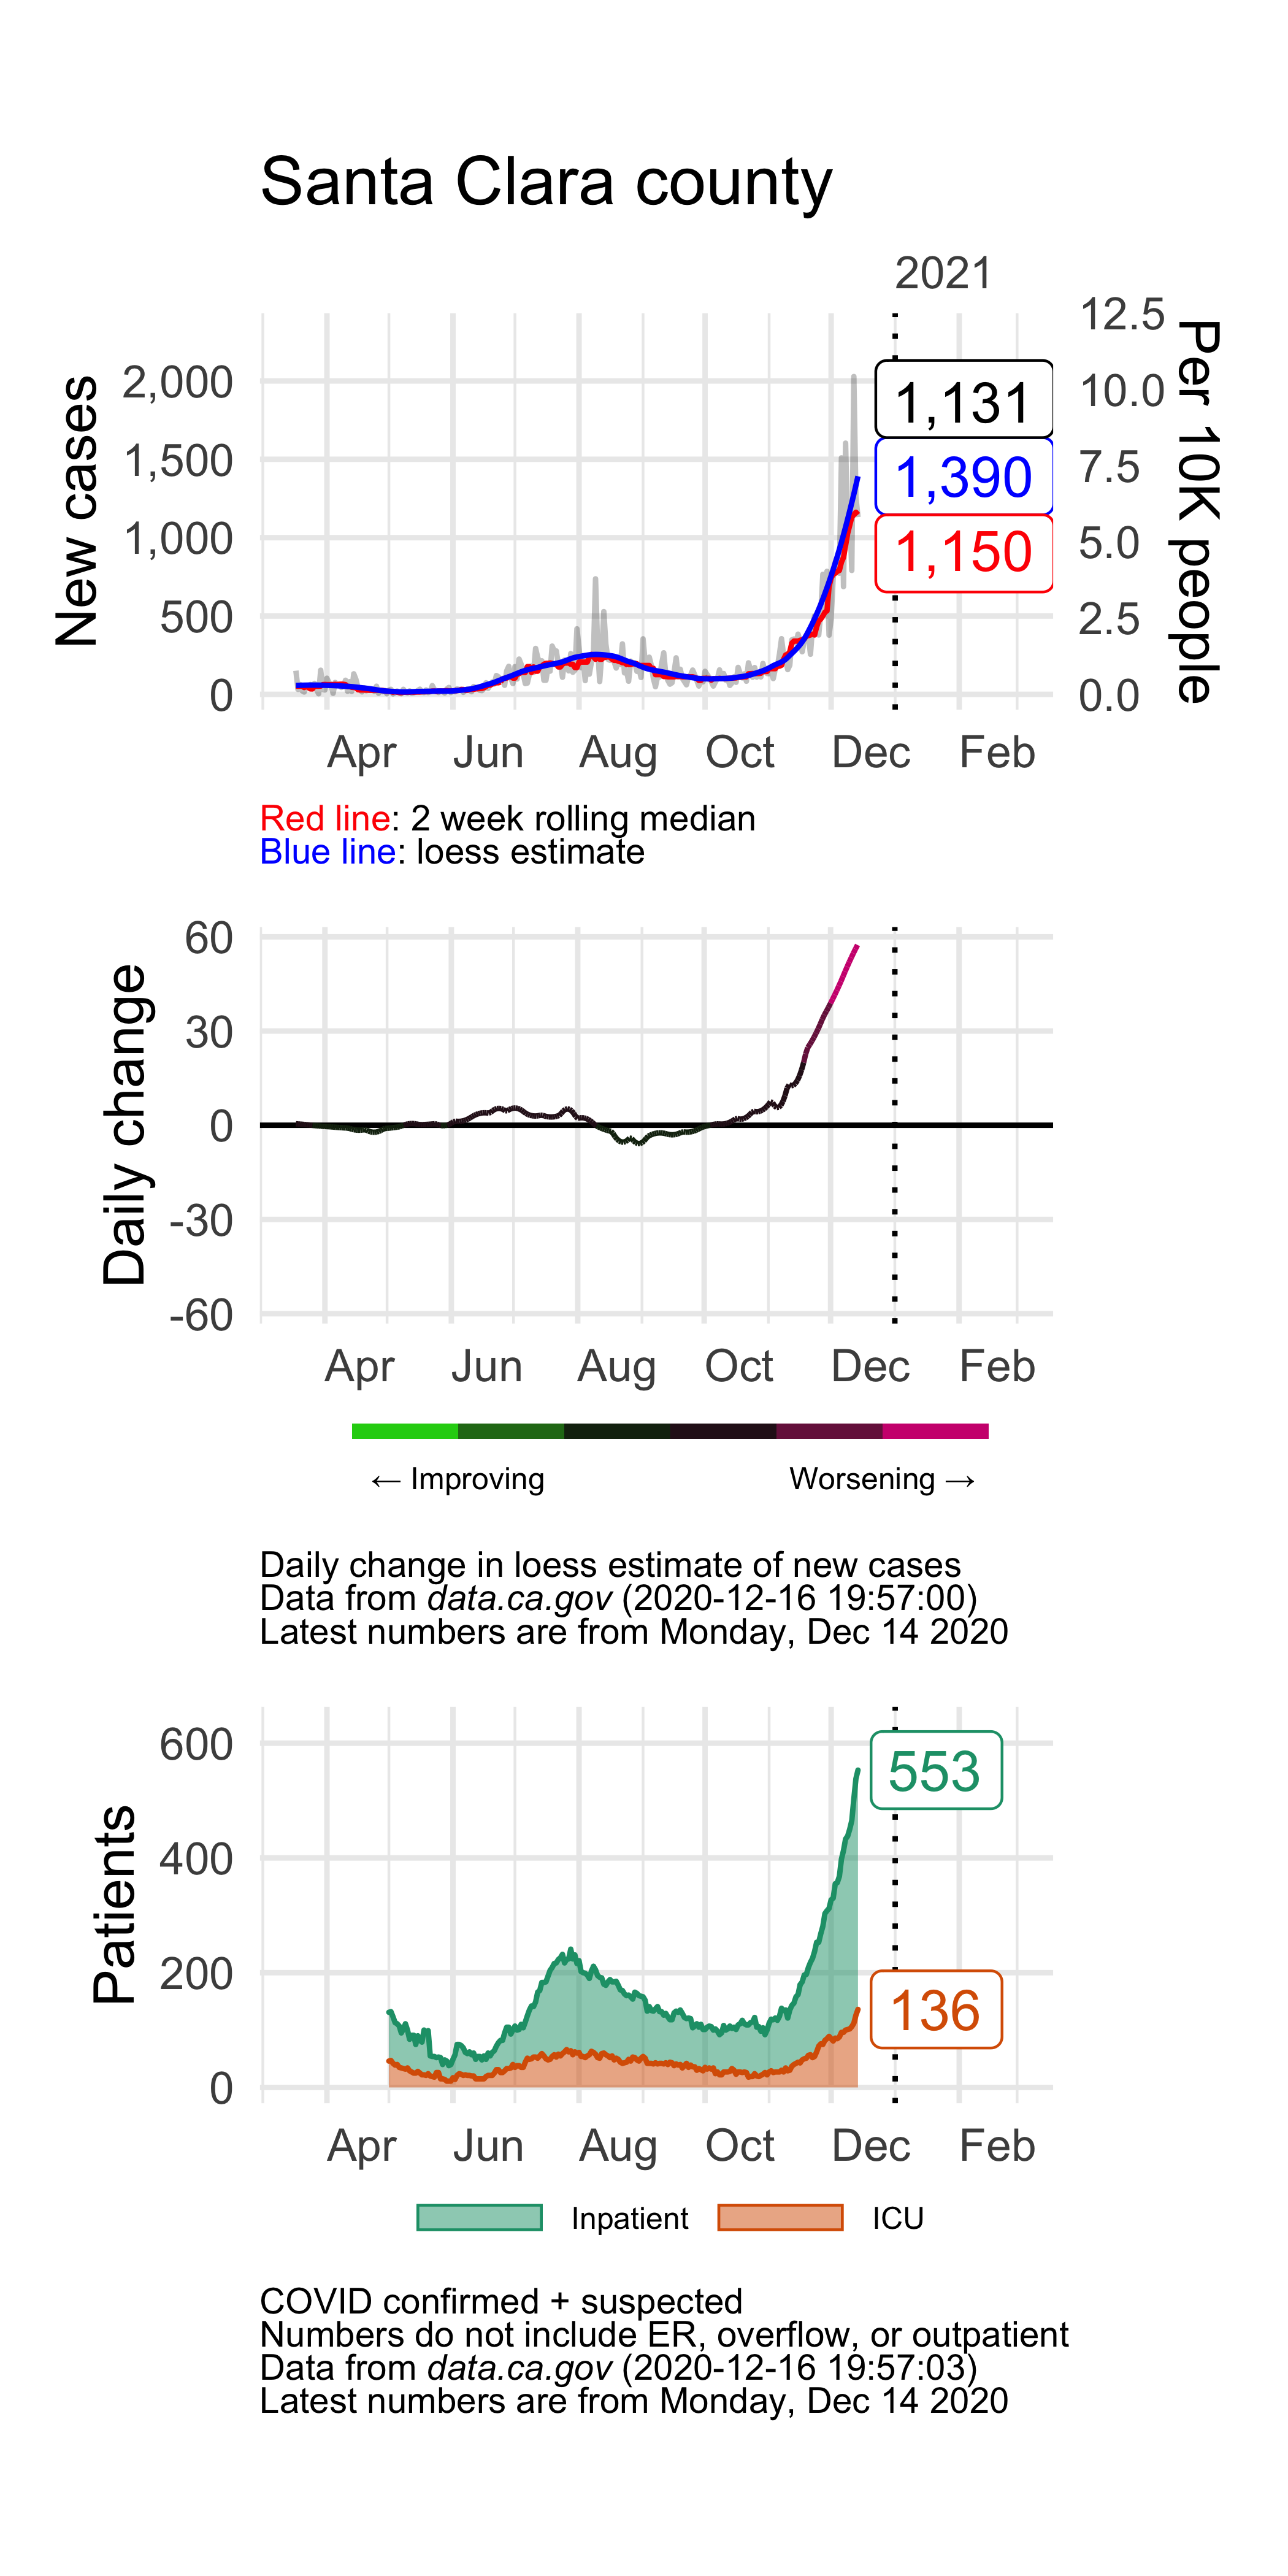 Santa Clara county
2021
New cases
2,000
1,500
1,000
500
0
12.5
10.0
7.5
5.0
2.5
0.0
Per 10K people
1,131
1,390
1,150
Apr Jun Aug Oct Dec Feb
Red line: 2 week rolling median
Blue line: loess estimate
Daily change
60
30
0
-30
-60
Apr Jun Aug Oct Dec Feb
← Improving Worsening →
Daily change in loess estimate of new cases
Data from data.ca.gov (2020-12-16 19:57:00)
Latest numbers are from Monday, Dec 14 2020
Patients
600
400
200
0
553
136
Apr Jun Aug Oct Dec Feb
Inpatient ICU
COVID confirmed + suspected
Numbers do not include ER, overflow, or outpatient
Data from data.ca.gov (2020-12-16 19:57:03)
Latest numbers are from Monday, Dec 14 2020